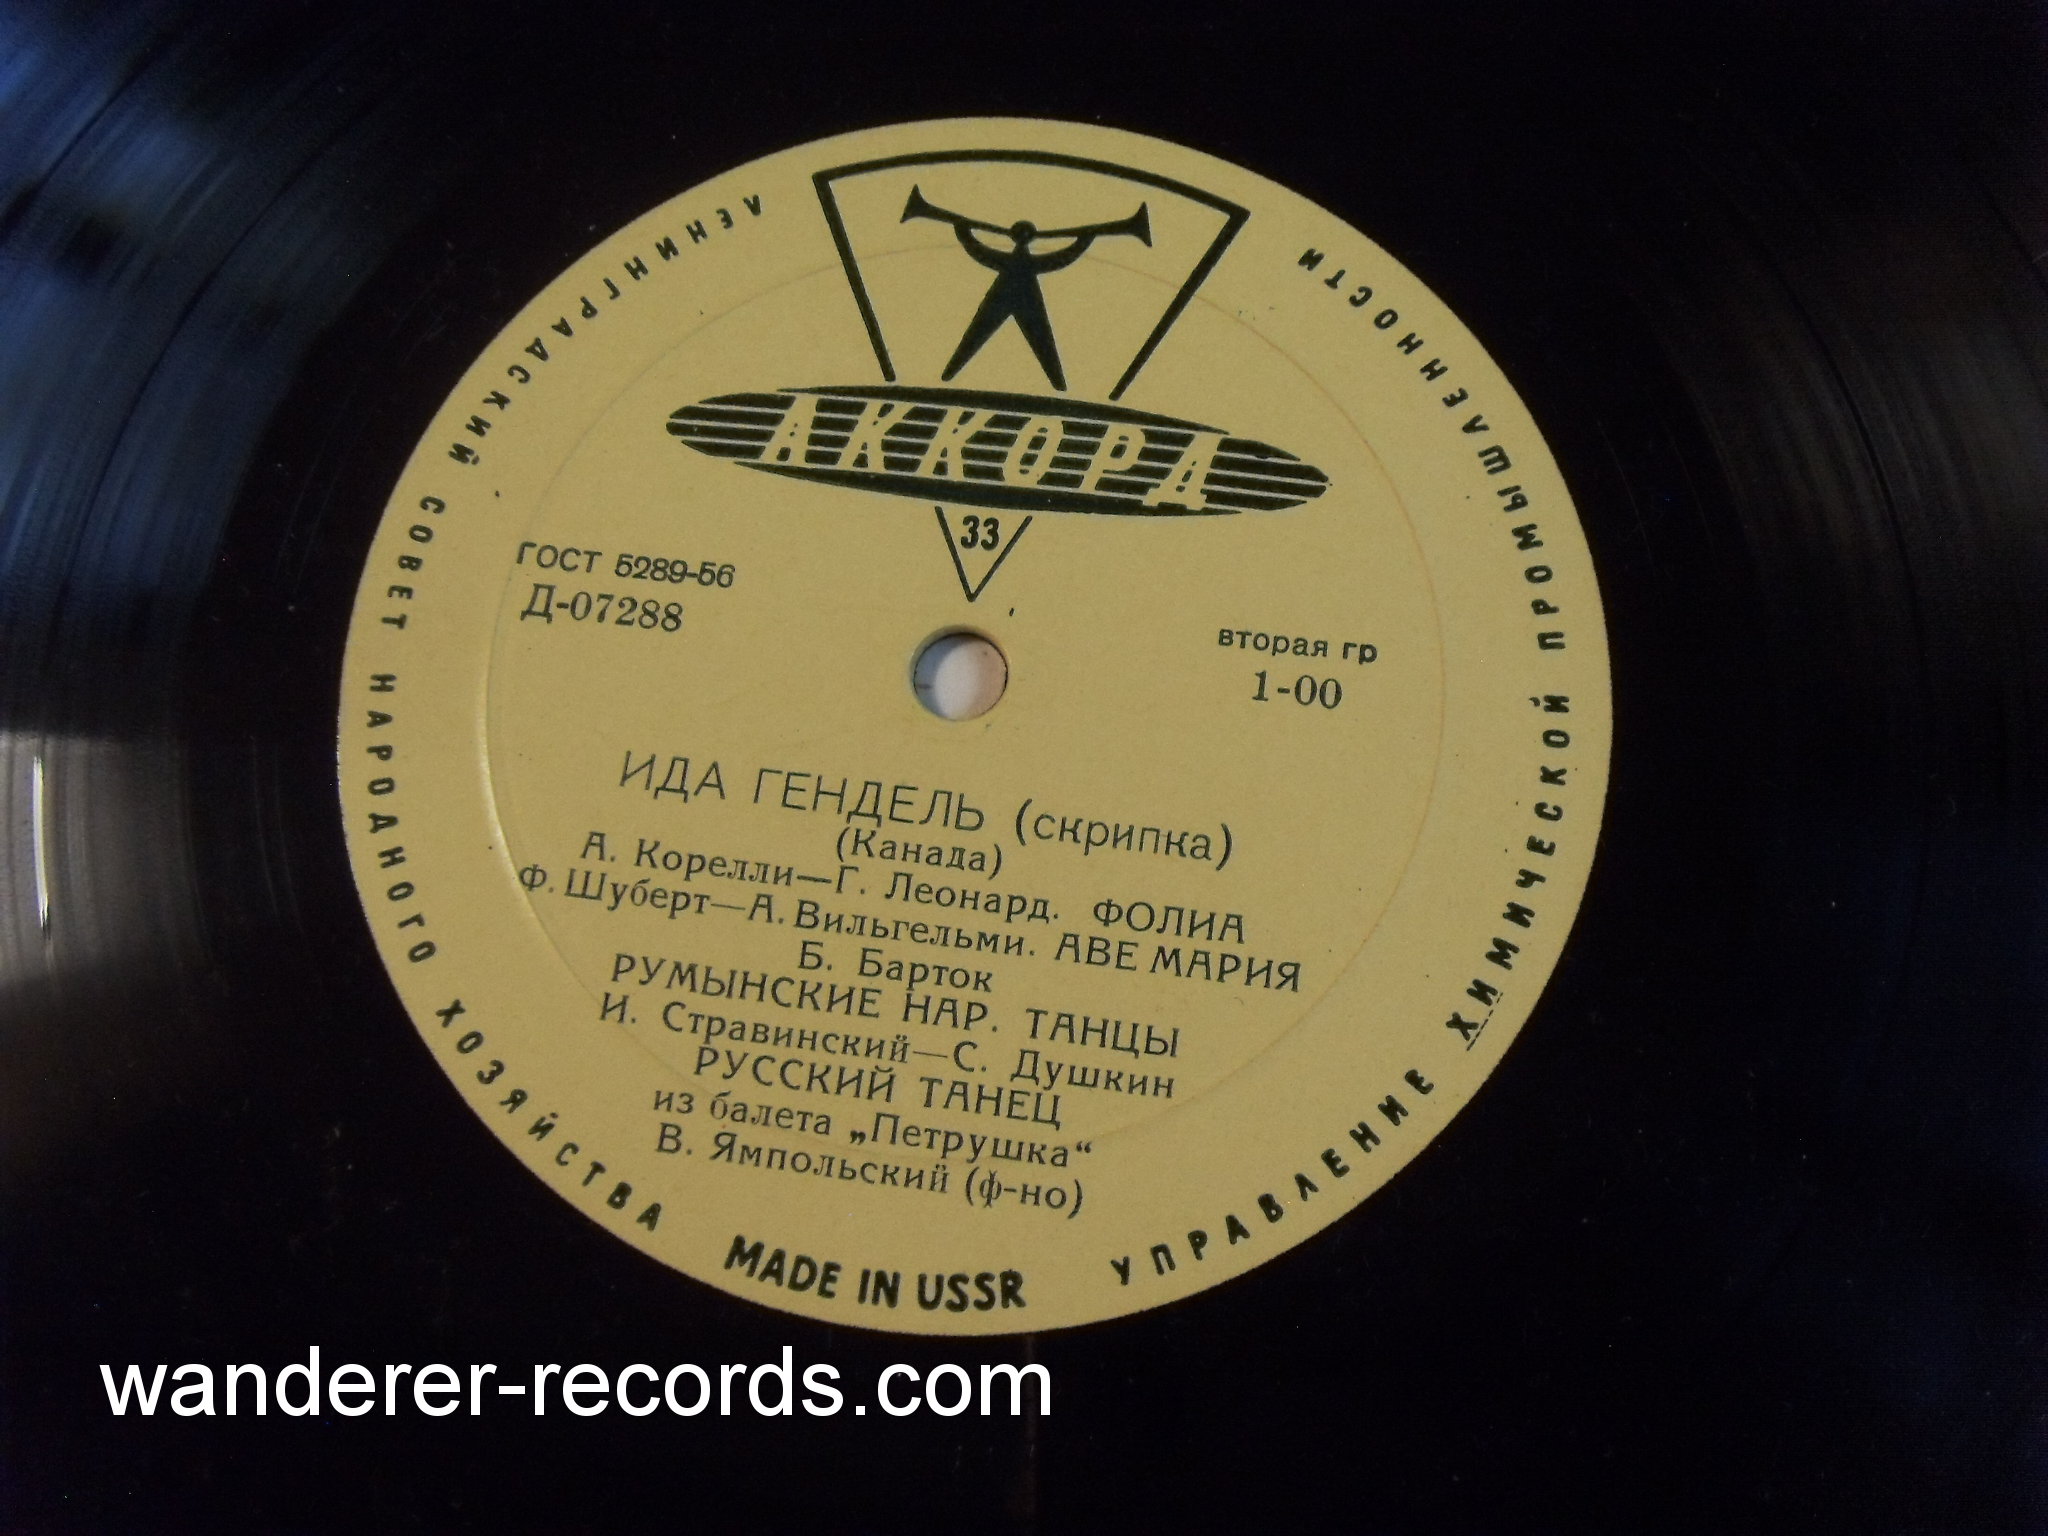 ЛЕНИНГРАДСКИЙ СОВЕТ НАРОДНОГО ХОЗЯЙСТВА
УПРАВЛЕНИЕ ХИМИЧЕСКОЙ ПРОМЫШЛЕННОСТИ
АККОРД
33
ГОСТ 5289-56
Д-07288
вторая гр
1-00
ИДА ГЕНДЕЛЬ (скрипка)
(Канада)
А. Корелли—Г. Леонард. ФОЛИА
Ф. Шуберт—А. Вильгельми. АВЕ МАРИЯ
Б. Барток
РУМЫНСКИЕ НАР. ТАНЦЫ
И. Стравинский—С. Душкин
РУССКИЙ ТАНЕЦ
из балета „Петрушка“
В. Ямпольский (ф-но)
MADE IN USSR
wanderer-records.com